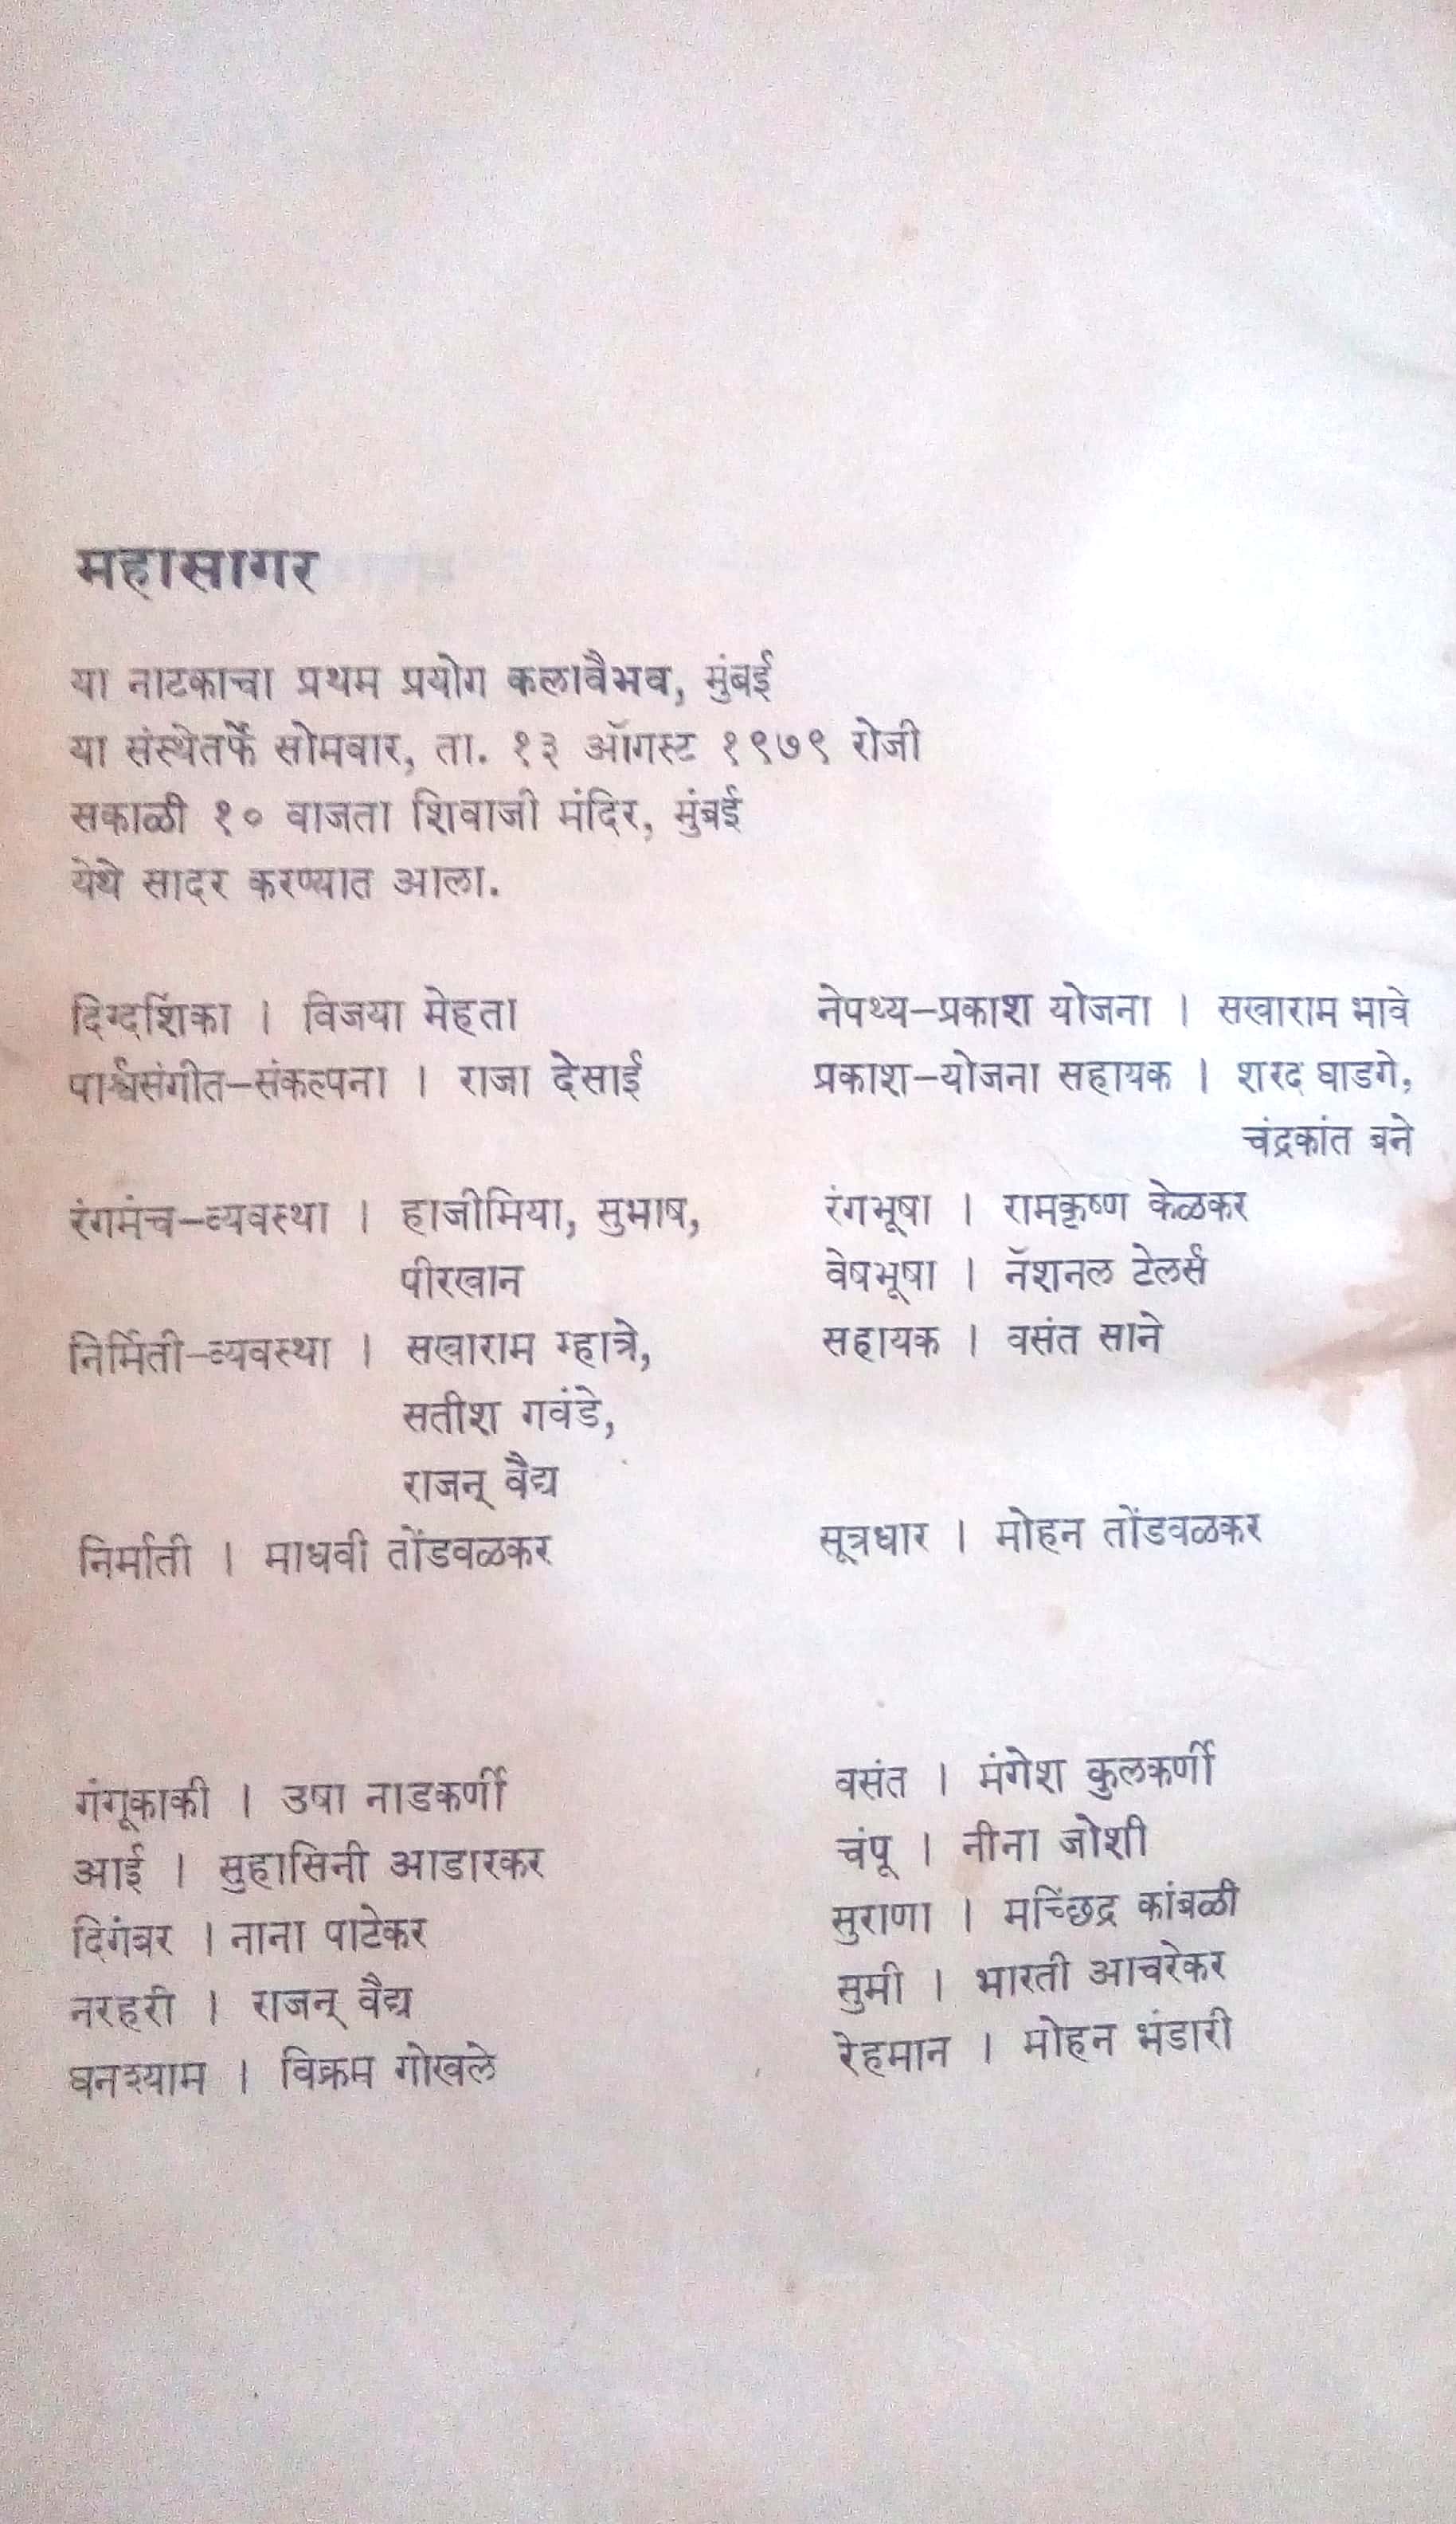 महासागर
या नाटकाचा प्रथम प्रयोग कलावैभव, मुंबई
या संस्थेतर्फे सोमवार, ता. १३ ऑगस्ट १९७९ रोजी
सकाळी १० वाजता शिवाजी मंदिर, मुंबई
येथे सादर करण्यात आला.
दिग्दर्शिका । विजया मेहता
पार्श्वसंगीत–संकल्पना । राजा देसाई
रंगमंच–व्यवस्था । हाजीमिया, सुभाष,
पीरखान
निर्मिती–व्यवस्था । सखाराम म्हात्रे,
सतीश गवंडे,
राजन् वैद्य
निर्माती । माधवी तोंडवळकर
नेपथ्य–प्रकाश योजना । सखाराम भावे
प्रकाश–योजना सहायक । शरद घाडगे,
चंद्रकांत बने
रंगभूषा । रामकृष्ण केळकर
वेषभूषा । नॅशनल टेलर्स
सहायक । वसंत साने
सूत्रधार । मोहन तोंडवळकर
गंगूकाकी । उषा नाडकर्णी
आई । सुहासिनी आडारकर
दिगंबर । नाना पाटेकर
नरहरी । राजन् वैद्य
घनश्याम । विक्रम गोखले
वसंत । मंगेश कुलकर्णी
चंपू । नीना जोशी
सुराणा । मच्छिंद्र कांबळी
सुमी । भारती आचरेकर
रेहमान । मोहन भंडारी